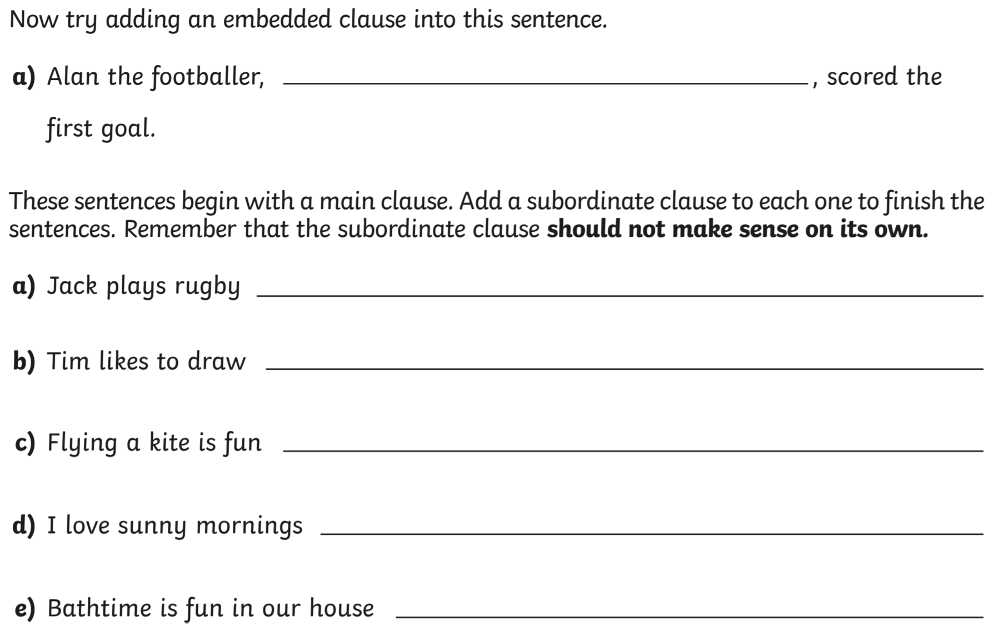 Now try adding an embedded clause into this sentence.
a) Alan the footballer, ______________________________, scored the
first goal.
These sentences begin with a main clause. Add a subordinate clause to each one to finish the
sentences. Remember that the subordinate clause should not make sense on its own.
a) Jack plays rugby ______________________________
b) Tim likes to draw ______________________________
c) Flying a kite is fun ______________________________
d) I love sunny mornings ______________________________
e) Bathtime is fun in our house ______________________________